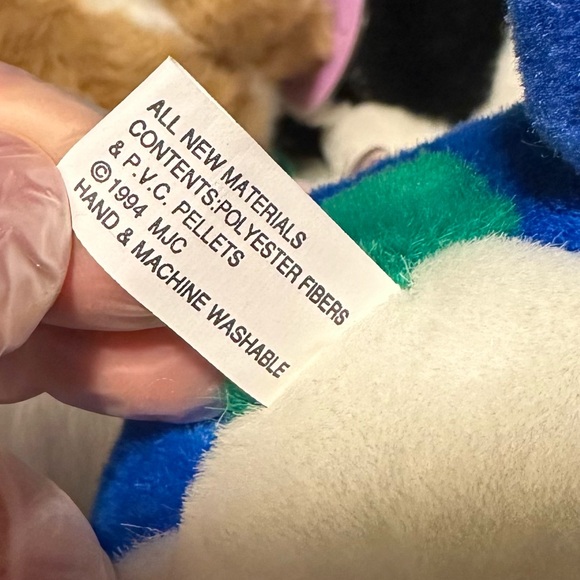 ALL NEW MATERIALS
CONTENTS:POLYESTER FIBERS
& P.V.C. PELLETS
©1994 MJC
HAND & MACHINE WASHABLE